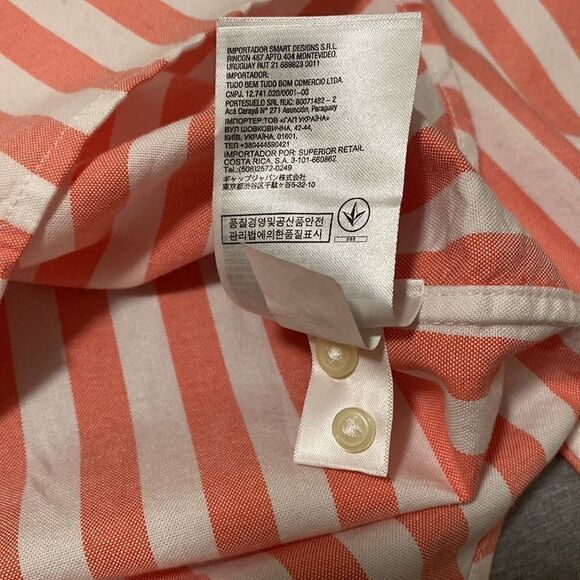 IMPORTADOR SMART DESIGNS S.R.L.
RINCON 487 APTO.404 MONTEVIDEO.
URUGUAY RUT 21 689823 0011
IMPORTADOR:
TUDO BEM TUDO BOM COMERCIO LTDA.
CNPJ. 12.741.020/0001-00
PORTESUELO SRL RUC: 80071482-2
Acá Carayá N° 271 Asunción, Paraguay
ІМПОРТЕР:ТОВ «ГАП УКРАЇНА»
ВУЛ ШОВКОВИЧНА, 42-44,
КИЇВ, УКРАЇНА, 01601.
ТЕЛ +380444590421
IMPORTADOR POR: SUPERIOR RETAIL
COSTA RICA, S.A. 3-101-660862
Tel.:(506)2572-0249
ギャップジャパン株式会社
東京都渋谷区千駄ヶ谷5-32-10
품질경영및공산품안전
관리법에의한품질표시